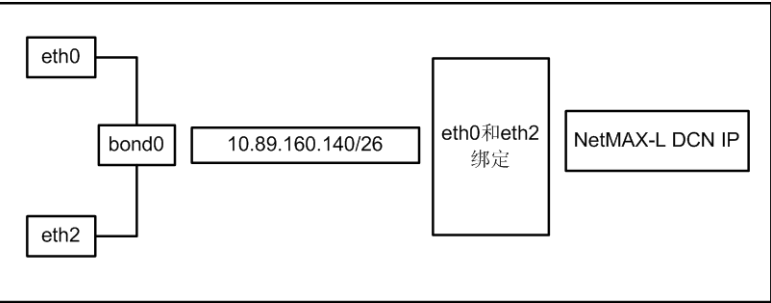 eth0
bond0
10.89.160.140/26
eth0和eth2
绑定
NetMAX-L DCN IP
eth2